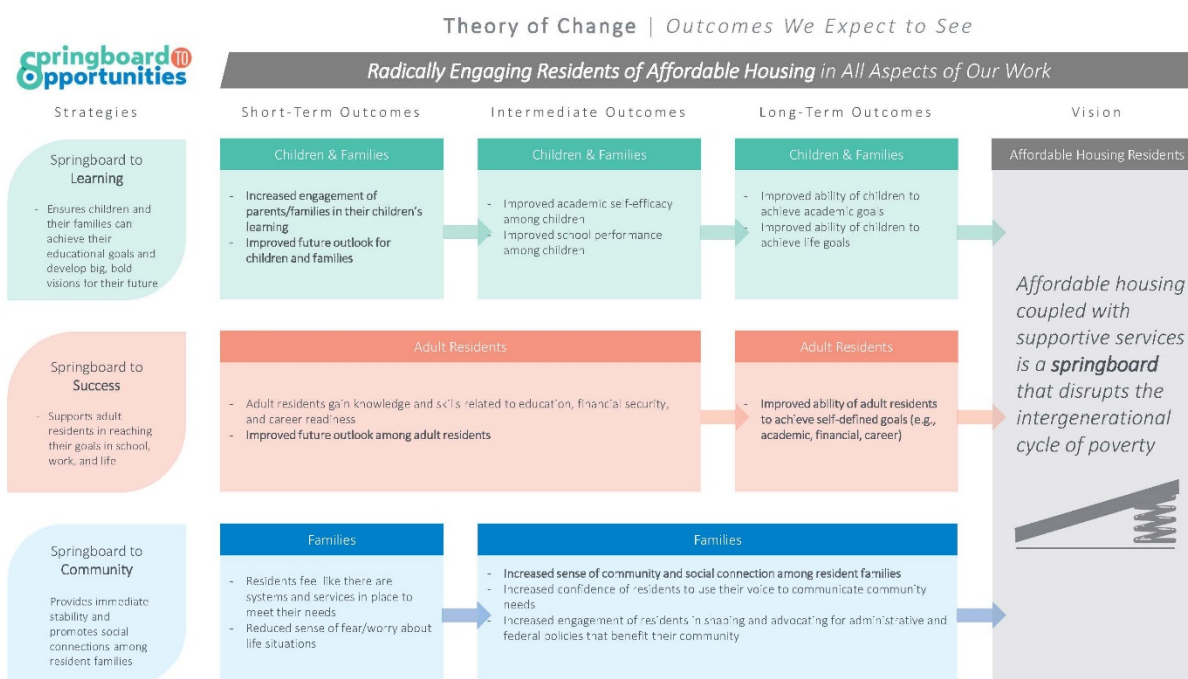 Theory of Change | Outcomes We Expect to See
Springboard TO
Opportunities
Radically Engaging Residents of Affordable Housing in All Aspects of Our Work
Strategies
Short-Term Outcomes
Intermediate Outcomes
Long-Term Outcomes
Vision
Springboard to
Learning
- Ensures children and
their families can
achieve their
educational goals and
develop big, bold
visions for their future
Children & Families
- Increased engagement of
parents/families in their children's
learning
- Improved future outlook for
children and families
Children & Families
- Improved academic self-efficacy
among children
- Improved school performance
among children
Children & Families
- Improved ability of children to
achieve academic goals
- Improved ability of children to
achieve life goals
Affordable Housing Residents
Affordable housing
coupled with
supportive services
is a springboard
that disrupts the
intergenerational
cycle of poverty
Springboard to
Success
- Supports adult
residents in reaching
their goals in school,
work, and life
Adult Residents
- Adult residents gain knowledge and skills related to education, financial security,
and career readiness
- Improved future outlook among adult residents
Adult Residents
- Improved ability of adult residents
to achieve self-defined goals (e.g.,
academic, financial, career)
Springboard to
Community
- Provides immediate
stability and
promotes social
connections among
resident families
Families
- Residents feel like there are
systems and services in place to
meet their needs
- Reduced sense of fear/worry about
life situations
Families
- Increased sense of community and social connection among resident families
- Increased confidence of residents to use their voice to communicate community
needs
- Increased engagement of residents in shaping and advocating for administrative and
federal policies that benefit their community